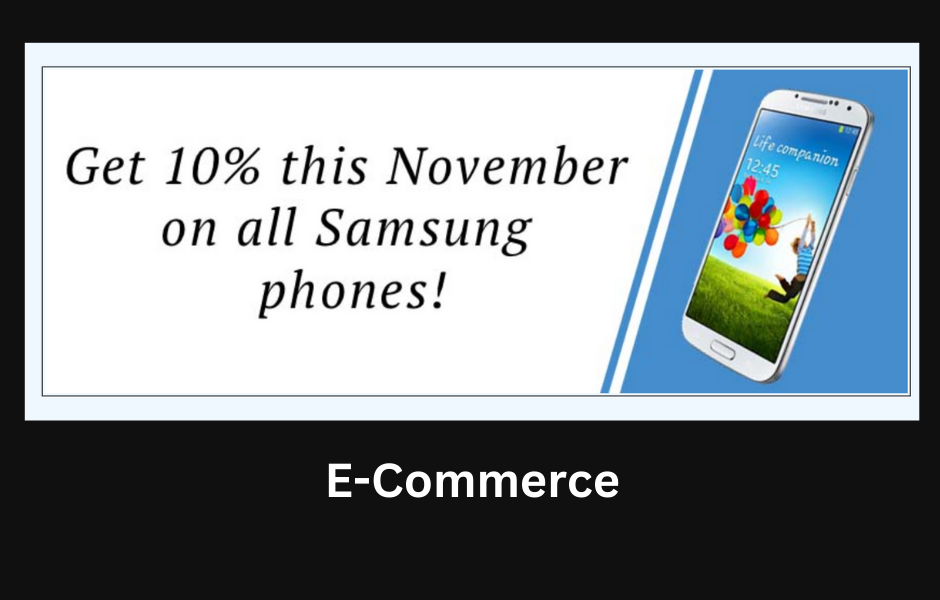 Get 10% this November
on all Samsung
phones!
Life companion
12:45
E-Commerce